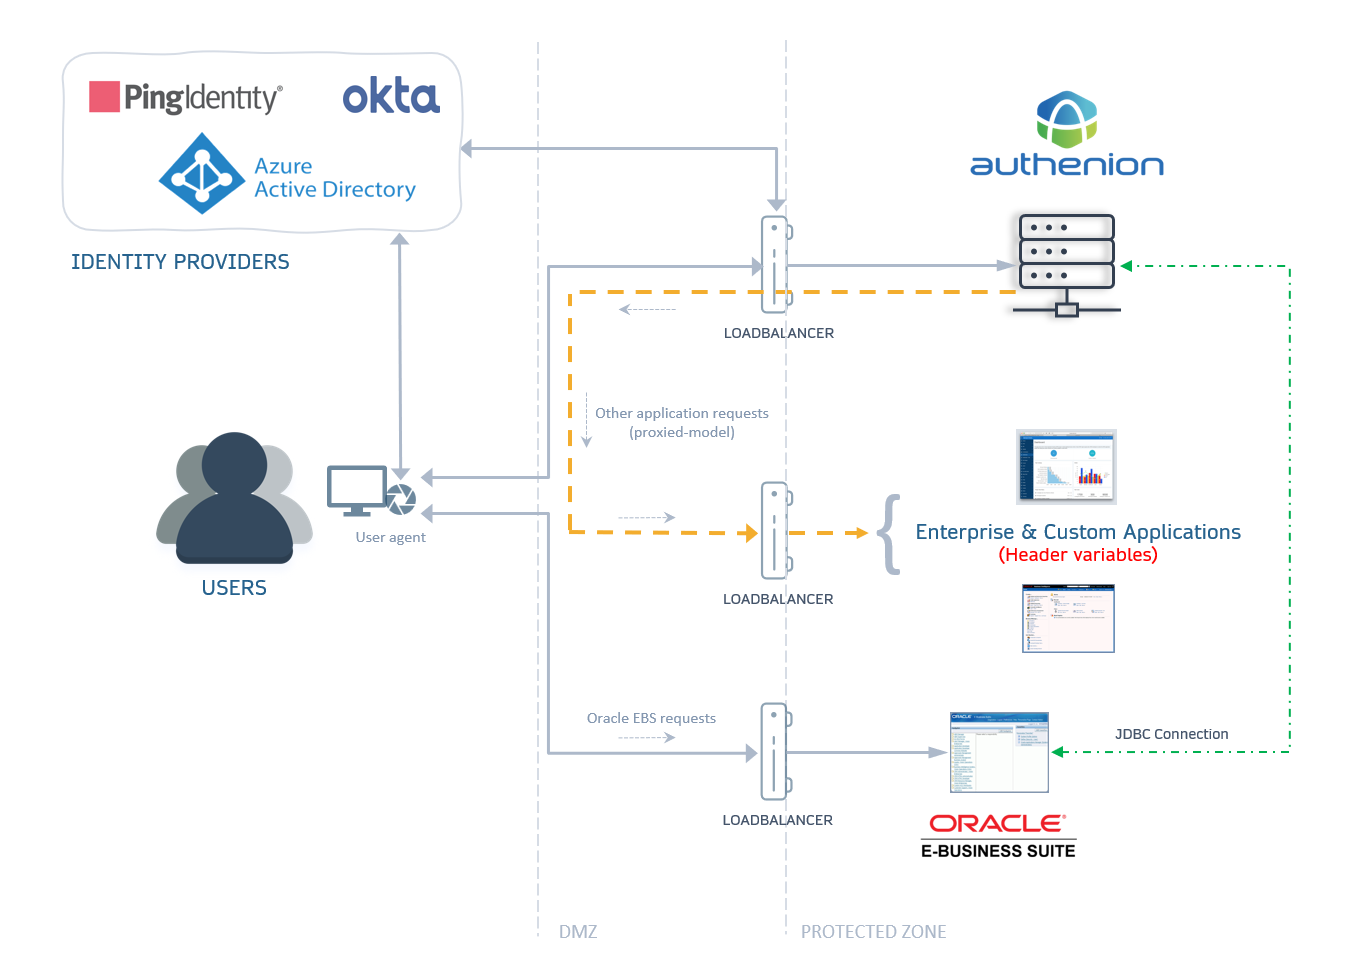 PingIdentity®
okta
Azure
Active Directory
IDENTITY PROVIDERS
authenion
LOADBALANCER
Other application requests
(proxied-model)
User agent
USERS
Enterprise & Custom Applications
(Header variables)
LOADBALANCER
Oracle EBS requests
ORACLE
JDBC Connection
LOADBALANCER
ORACLE®
E-BUSINESS SUITE
DMZ
PROTECTED ZONE